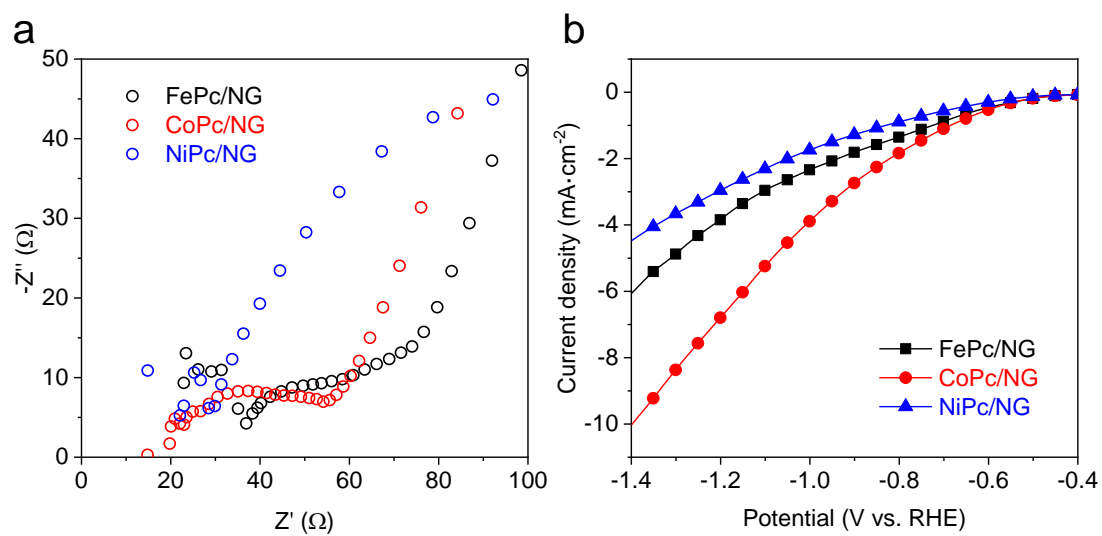 a
50
40
30
20
10
0
FePc/NG
CoPc/NG
NiPc/NG
-Z'' (Ω)
0 20 40 60 80 100
Z' (Ω)
b
0
-2
-4
-6
-8
-10
Current density (mA·cm-2)
FePc/NG
CoPc/NG
NiPc/NG
-1.4 -1.2 -1.0 -0.8 -0.6 -0.4
Potential (V vs. RHE)